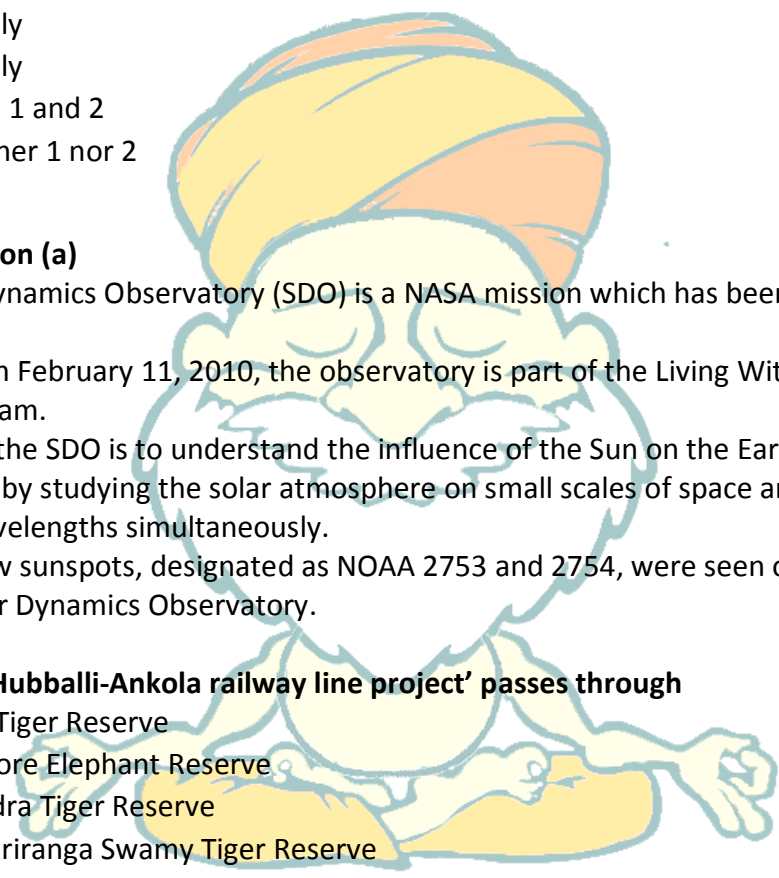 ly
ly
1 and 2
ner 1 nor 2
on (a)
ynamics Observatory (SDO) is a NASA mission which has been
n February 11, 2010, the observatory is part of the Living Wit
am.
the SDO is to understand the influence of the Sun on the Ear
by studying the solar atmosphere on small scales of space a
velengths simultaneously.
w sunspots, designated as NOAA 2753 and 2754, were seen o
r Dynamics Observatory.
Hubballi-Ankola railway line project’ passes through
Tiger Reserve
ore Elephant Reserve
dra Tiger Reserve
riranga Swamy Tiger Reserve